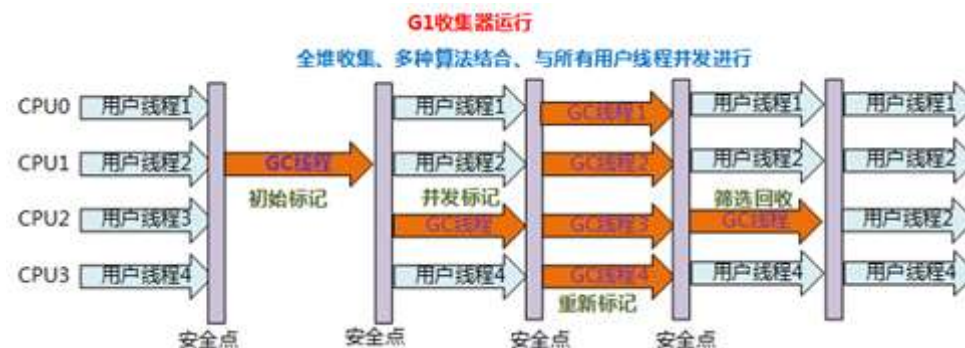 G1收集器运行
全堆收集、多种算法结合、与所有用户线程并发进行
CPU0 用户线程1 用户线程1 GC线程1 用户线程1 用户线程1
CPU1 用户线程2 GC线程 用户线程2 GC线程2 用户线程2 用户线程2
初始标记 并发标记 筛选回收
CPU2 用户线程3 GC线程 GC线程3 GC线程 用户线程2
CPU3 用户线程4 用户线程4 GC线程4 用户线程4 用户线程4
重新标记
安全点 安全点 安全点 安全点 安全点